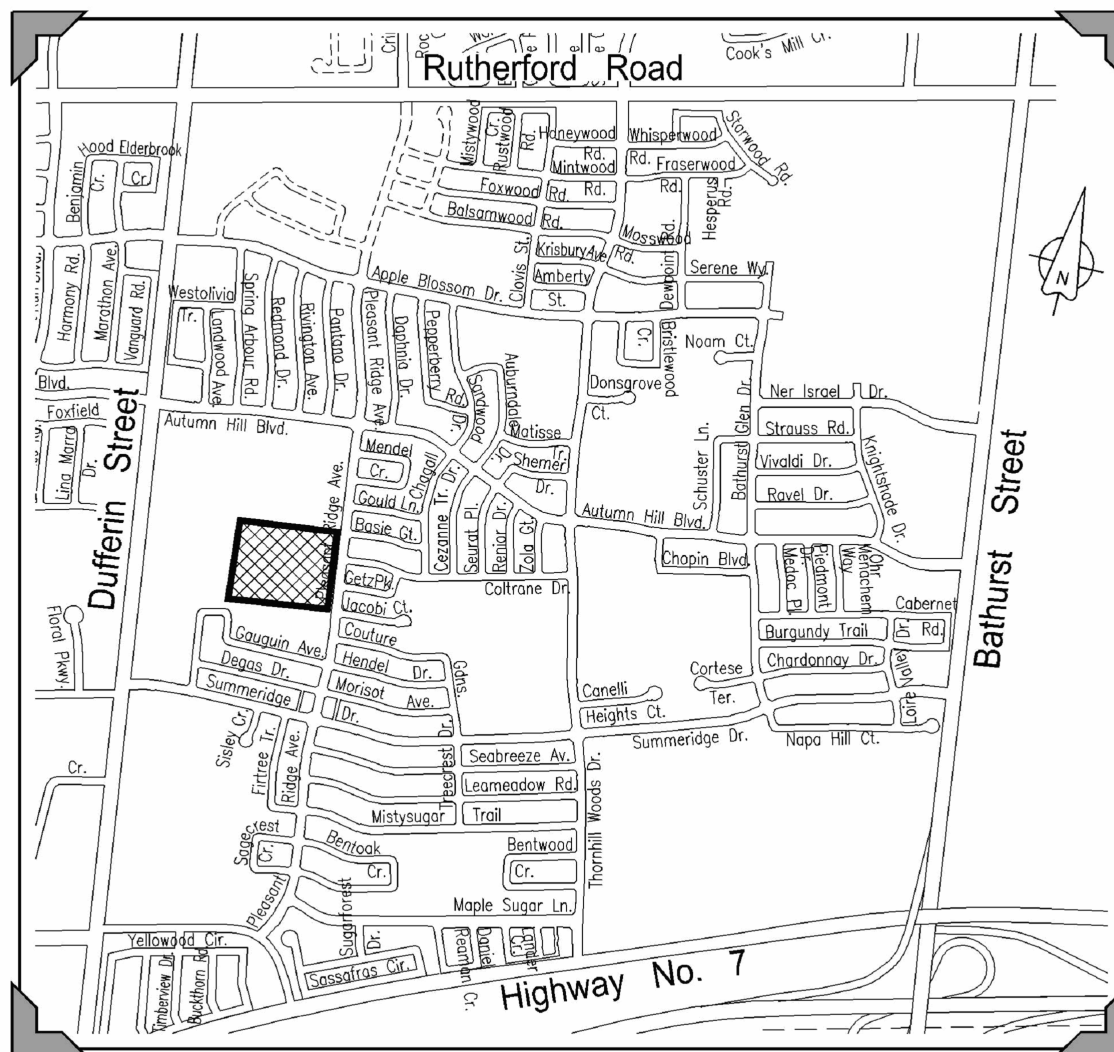 Cook's Mill Cr.
Rutherford Road
Mistywood
Cr.
Rustwood
Rd.
Honeywood
Rd.
Whisperwood
Rd.
Starwood Rd.
Mintwood
Rd.
Fraserwood
Rd.
Foxwood
Rd.
Hesperus
Rd.
Balsamwood Rd.
Mosswood
Rd.
Hood Elderbrook
Cr.
Benjamin
Cr.
Harmony Rd.
Marathon Ave.
Vanguard Rd.
Clovis St.
Krisbury Ave
Amberty
St.
Dewpoint Rd.
Serene Wy.
Apple Blossom Dr.
Westolivia
Tr.
Landwood Ave.
Spring Arbour Rd.
Redmond Dr.
Rivington Ave.
Pantano Dr.
Pleasant Ridge Ave.
Daphnia Dr.
Pepperberry
Rd.
Sandwood
Dr.
Auburndale
Dr.
Bristlewood
Cr.
Noam Ct.
Donsgrove
Ct.
N
Blvd.
Foxfield
Lina Marra
Dr.
Dufferin Street
Autumn Hill Blvd.
Ner Israel Dr.
Strauss Rd.
Vivaldi Dr.
Ravel Dr.
Knightshade Dr.
Bathurst Glen Dr.
Schuster Ln.
Bathurst Street
Matisse
Tr.
Shemer
Dr.
Mendel
Cr.
Chagall
Dr.
Gould Ln.
Basie Gt.
Cezanne Tr.
Seurat Pl.
Renior Dr.
Zola Gt.
Autumn Hill Blvd.
Chopin Blvd.
Medoc Pl.
Piedmont
Dr.
Ohr
Menachem
Way
Pleasant Ridge Ave.
Getz Pk.
Coltrane Dr.
Jacobi Ct.
Couture
Gdns.
Cabernet
Rd.
Burgundy Trail
Dr.
Loire Valley
Chardonnay Dr.
Floral Pkwy.
Gauguin Ave.
Hendel
Dr.
Degas Dr.
Morisot
Ave.
Summeridge
Dr.
Cortese
Ter.
Canelli
Heights Ct.
Summeridge Dr.
Napa Hill Ct.
Sisley Cr.
Firtree Tr.
Ridge Ave.
Treecrest Dr.
Seabreeze Av.
Leameadow Rd.
Mistysugar Trail
Thornhill Woods Dr.
Cr.
Sagecrest
Cr.
Bentoak
Cr.
Bentwood
Cr.
Pleasant
Maple Sugar Ln.
Sugarforest
Dr.
Yellowood Cir.
Kimberview Dr.
Buckthorn Rd
Sassafras Cir.
Reaman Cr.
Daniel
Lander
Cr.
Highway No. 7